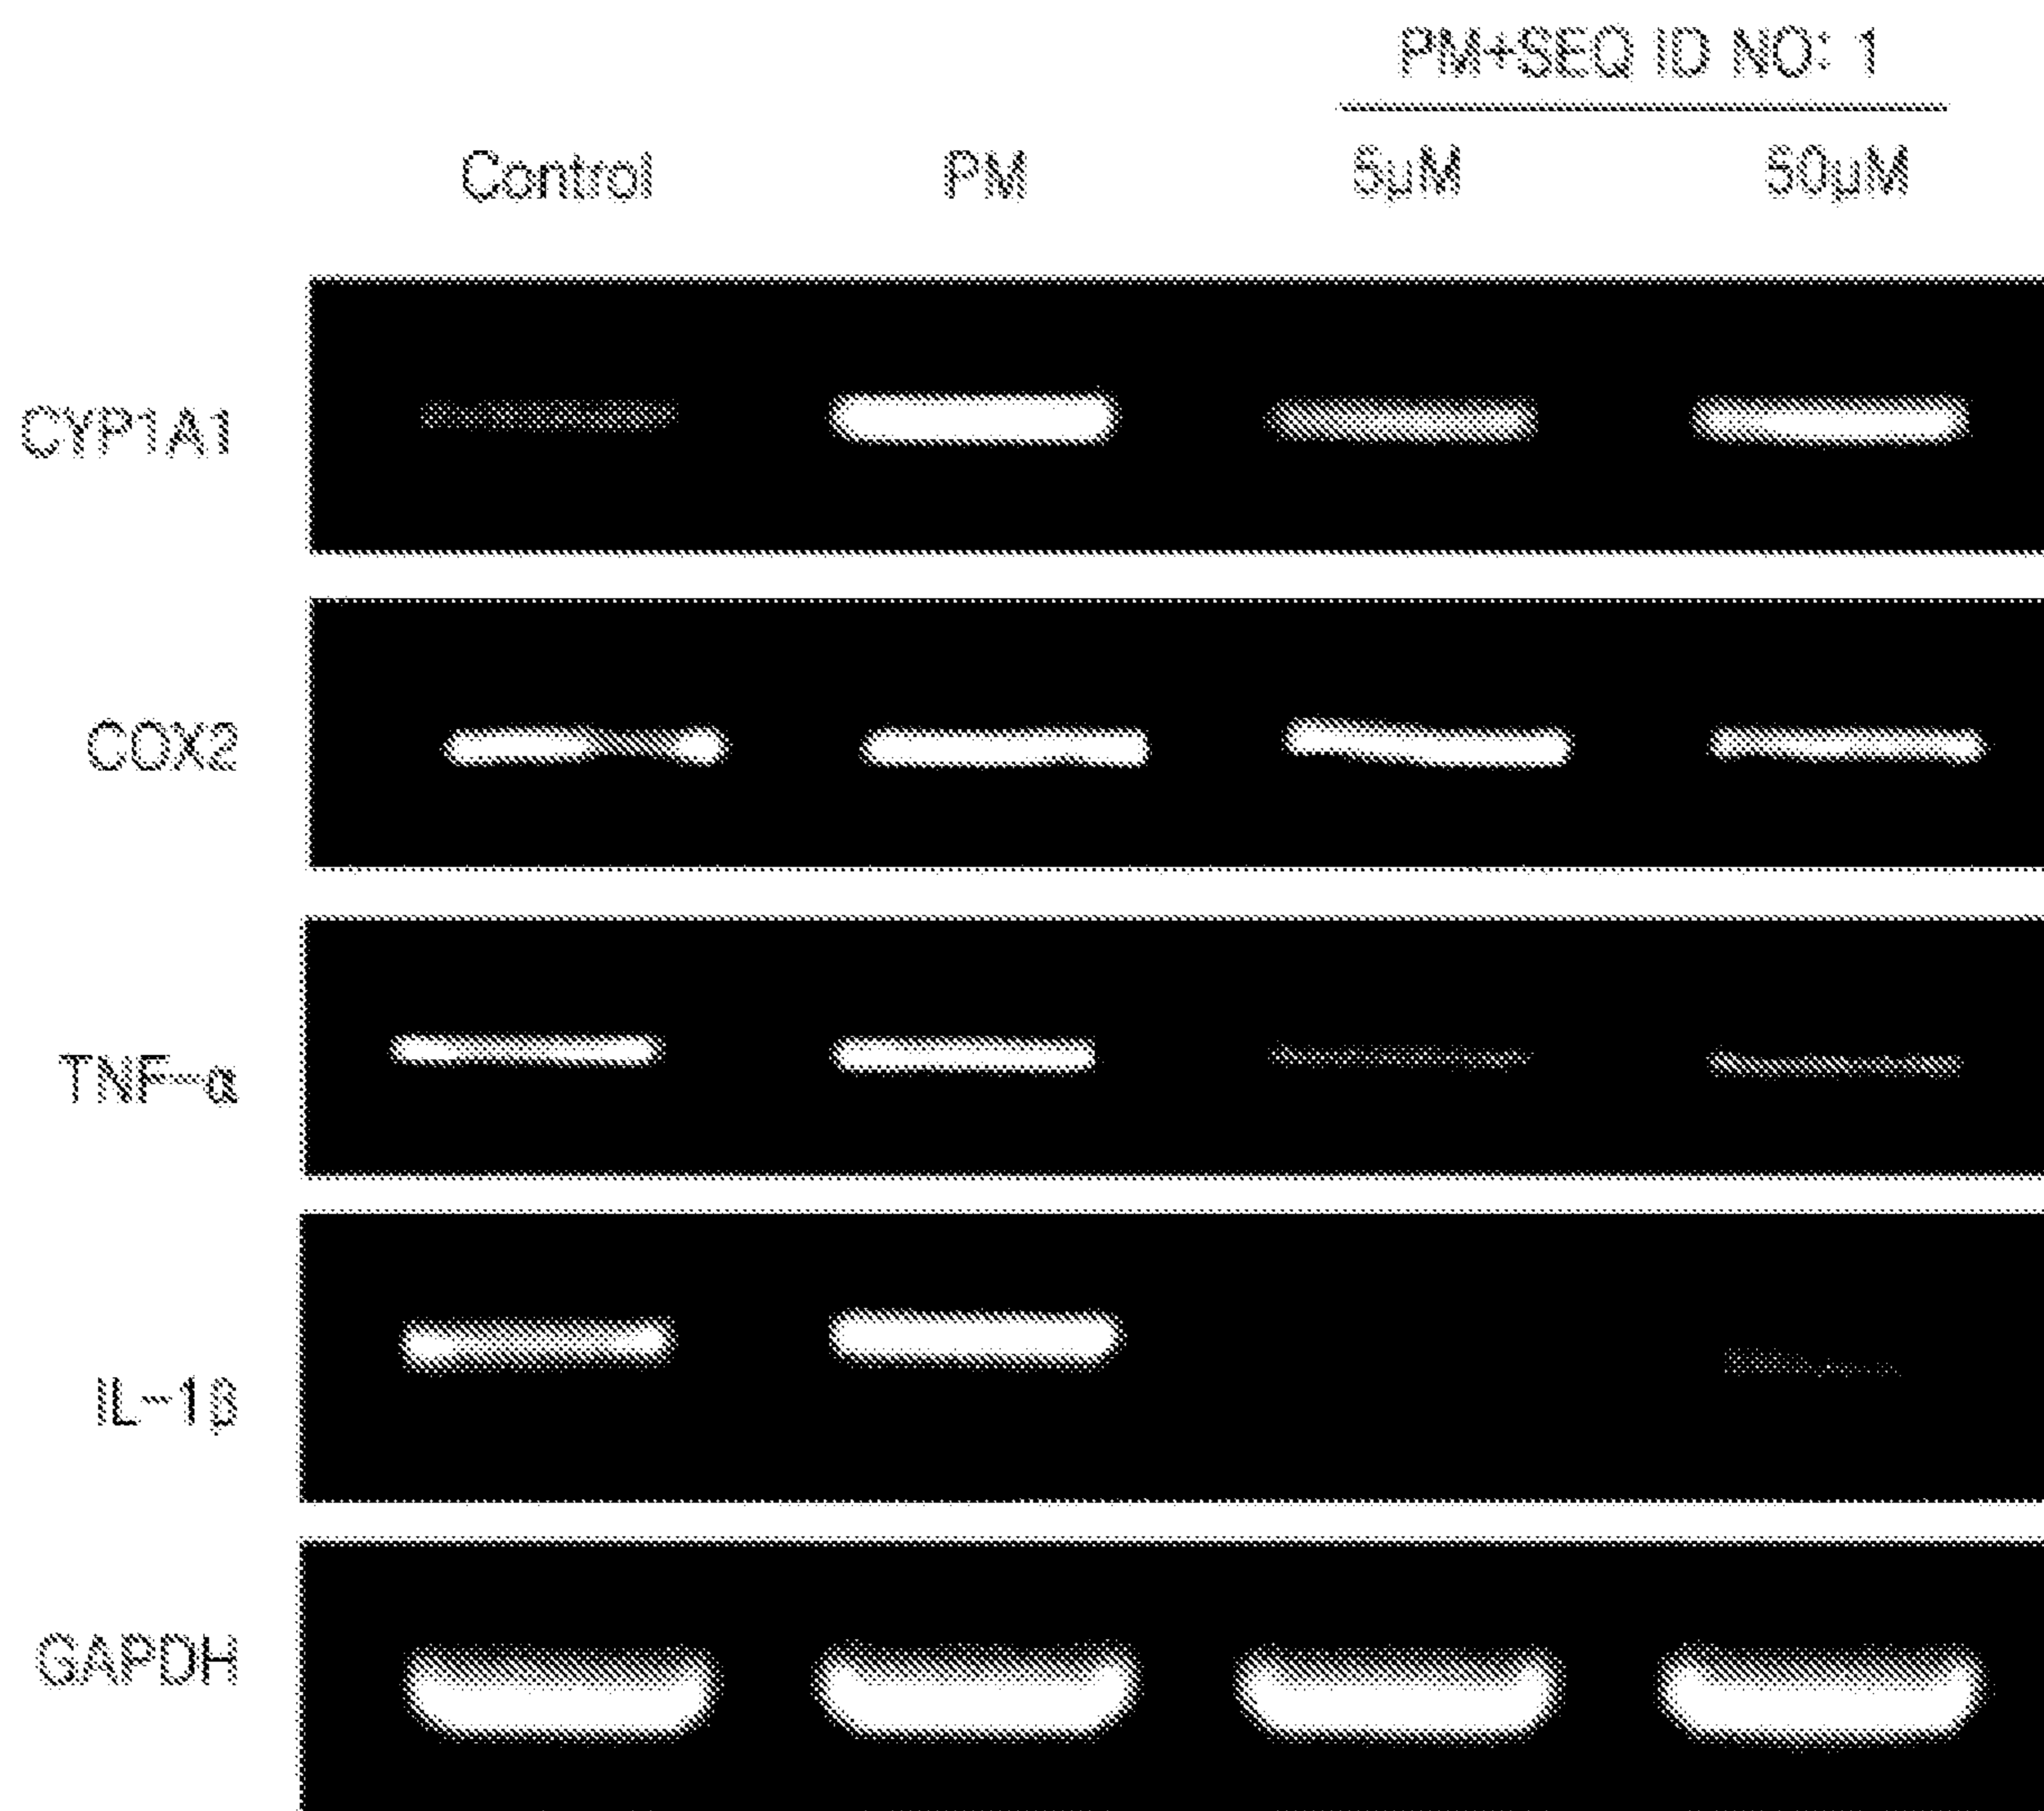 PM+SEQ ID NO: 1
Control PM 5μM 50μM
CYP1A1
COX2
TNF-α
IL-1β
GAPDH